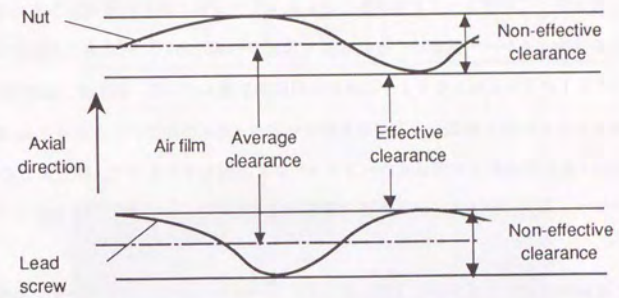 Nut
Non-effective
clearance
Axial
direction
Air film
Average
clearance
Effective
clearance
Lead
screw
Non-effective
clearance